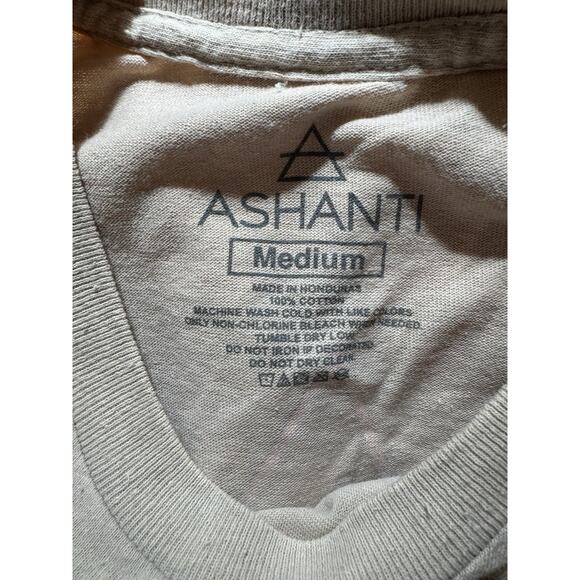 ASHANTI
Medium
MADE IN HONDURAS
100% COTTON
MACHINE WASH COLD WITH LIKE COLORS
ONLY NON-CHLORINE BLEACH WHEN NEEDED.
TUMBLE DRY LOW
DO NOT IRON IF DECORATED.
DO NOT DRY CLEAN.